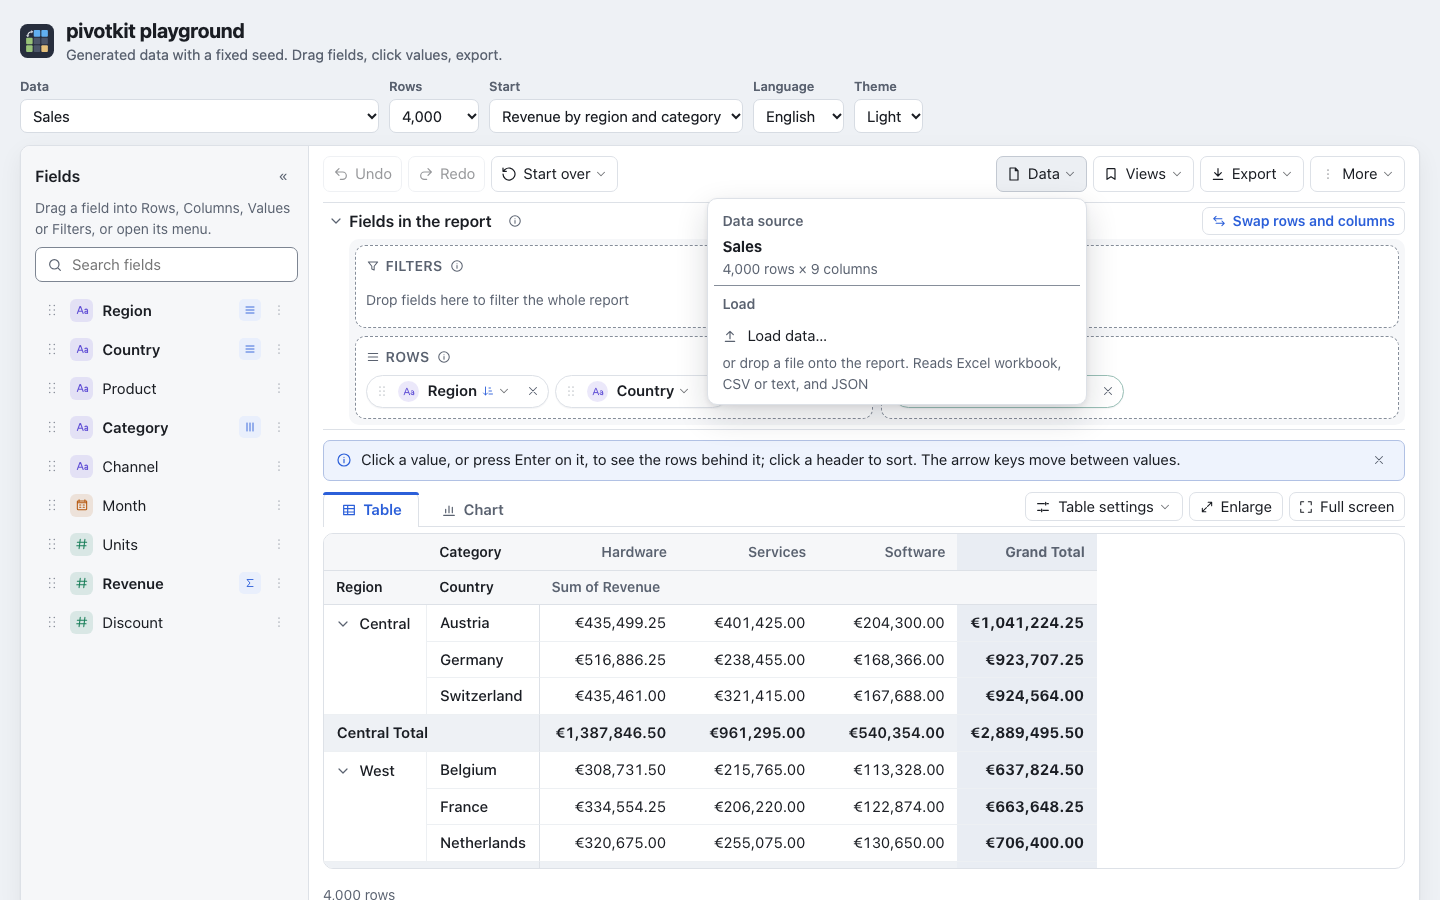 pivotkit playground
Generated data with a fixed seed. Drag fields, click values, export.
Data
Rows
Start
Language
Theme
Sales
4,000
Revenue by region and category
English
Light
Fields
«
Drag a field into Rows, Columns, Values
or Filters, or open its menu.
Search fields
Aa Region
Aa Country
Aa Product
Aa Category
Aa Channel
Month
# Units
# Revenue Σ
# Discount
Undo
Redo
Start over
Data
Views
Export
More
Fields in the report
Swap rows and columns
FILTERS
Drop fields here to filter the whole report
ROWS
Aa Region
Aa Country
Data source
Sales
4,000 rows × 9 columns
Load
Load data...
or drop a file onto the report. Reads Excel workbook,
CSV or text, and JSON
Click a value, or press Enter on it, to see the rows behind it; click a header to sort. The arrow keys move between values.
Table
Chart
Table settings
Enlarge
Full screen
Category Hardware Services Software Grand Total
Region Country Sum of Revenue
Central Austria €435,499.25 €401,425.00 €204,300.00 €1,041,224.25
Germany €516,886.25 €238,455.00 €168,366.00 €923,707.25
Switzerland €435,461.00 €321,415.00 €167,688.00 €924,564.00
Central Total €1,387,846.50 €961,295.00 €540,354.00 €2,889,495.50
West Belgium €308,731.50 €215,765.00 €113,328.00 €637,824.50
France €334,554.25 €206,220.00 €122,874.00 €663,648.25
Netherlands €320,675.00 €255,075.00 €130,650.00 €706,400.00
4,000 rows